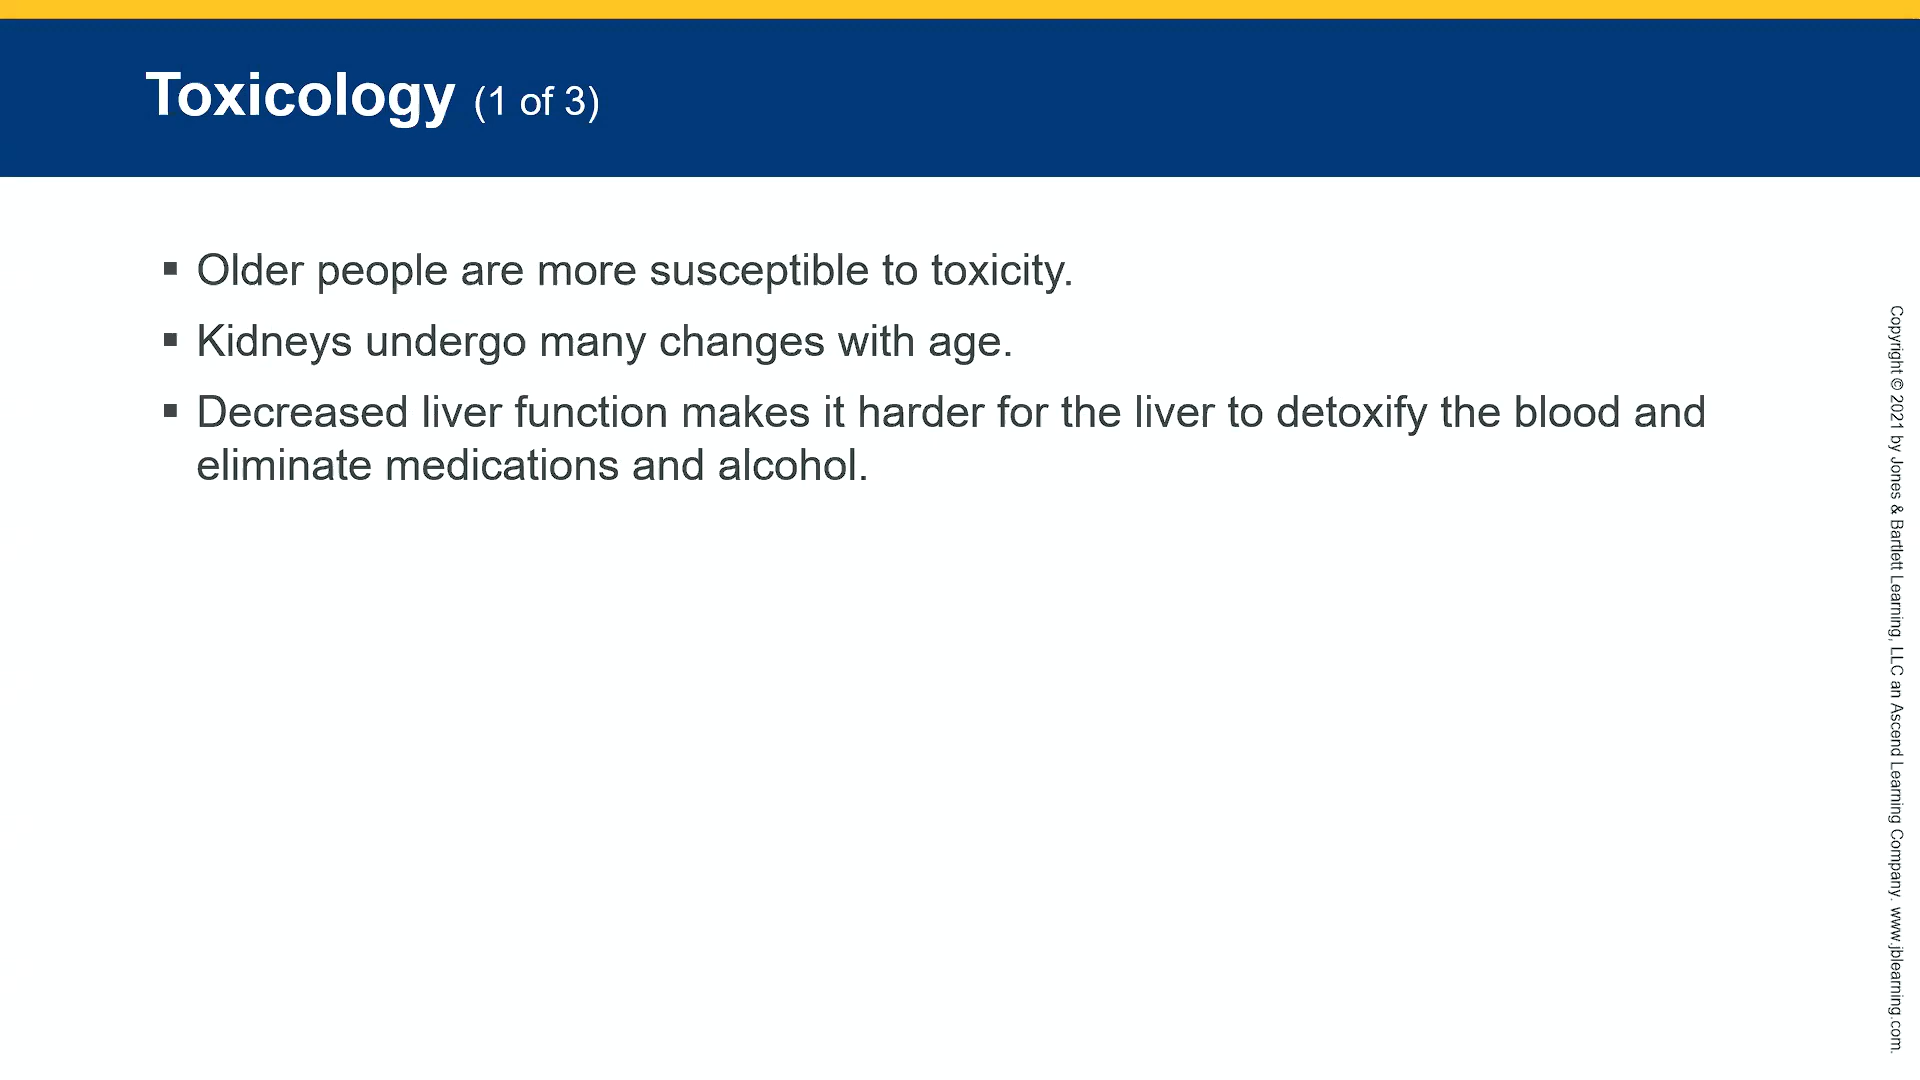 Toxicology (1 of 3)
▪ Older people are more susceptible to toxicity.
▪ Kidneys undergo many changes with age.
▪ Decreased liver function makes it harder for the liver to detoxify the blood and
eliminate medications and alcohol.
Copyright © 2021 by Jones & Bartlett Learning, LLC an Ascend Learning Company. www.jblearning.com.